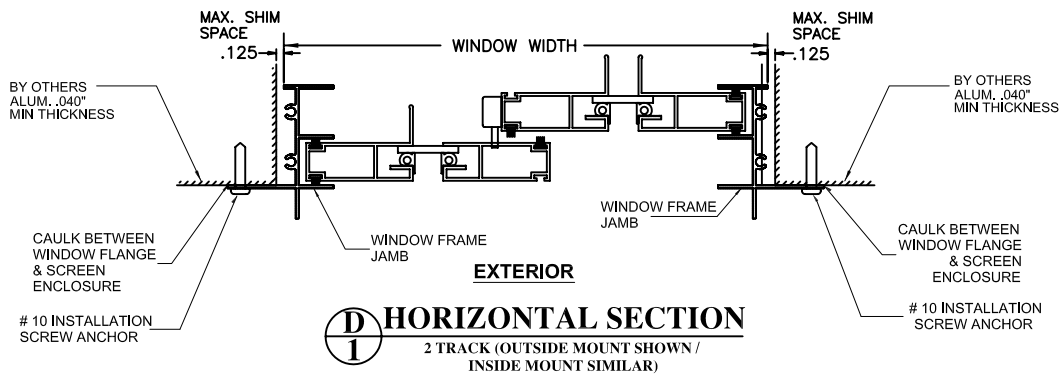 MAX. SHIM
SPACE
.125
WINDOW WIDTH
MAX. SHIM
SPACE
.125
BY OTHERS
ALUM. .040"
MIN THICKNESS
BY OTHERS
ALUM. .040"
MIN THICKNESS
CAULK BETWEEN
WINDOW FLANGE
& SCREEN
ENCLOSURE
WINDOW FRAME
JAMB
WINDOW FRAME
JAMB
CAULK BETWEEN
WINDOW FLANGE
& SCREEN
ENCLOSURE
# 10 INSTALLATION
SCREW ANCHOR
EXTERIOR
# 10 INSTALLATION
SCREW ANCHOR
D
1
HORIZONTAL SECTION
2 TRACK (OUTSIDE MOUNT SHOWN /
INSIDE MOUNT SIMILAR)